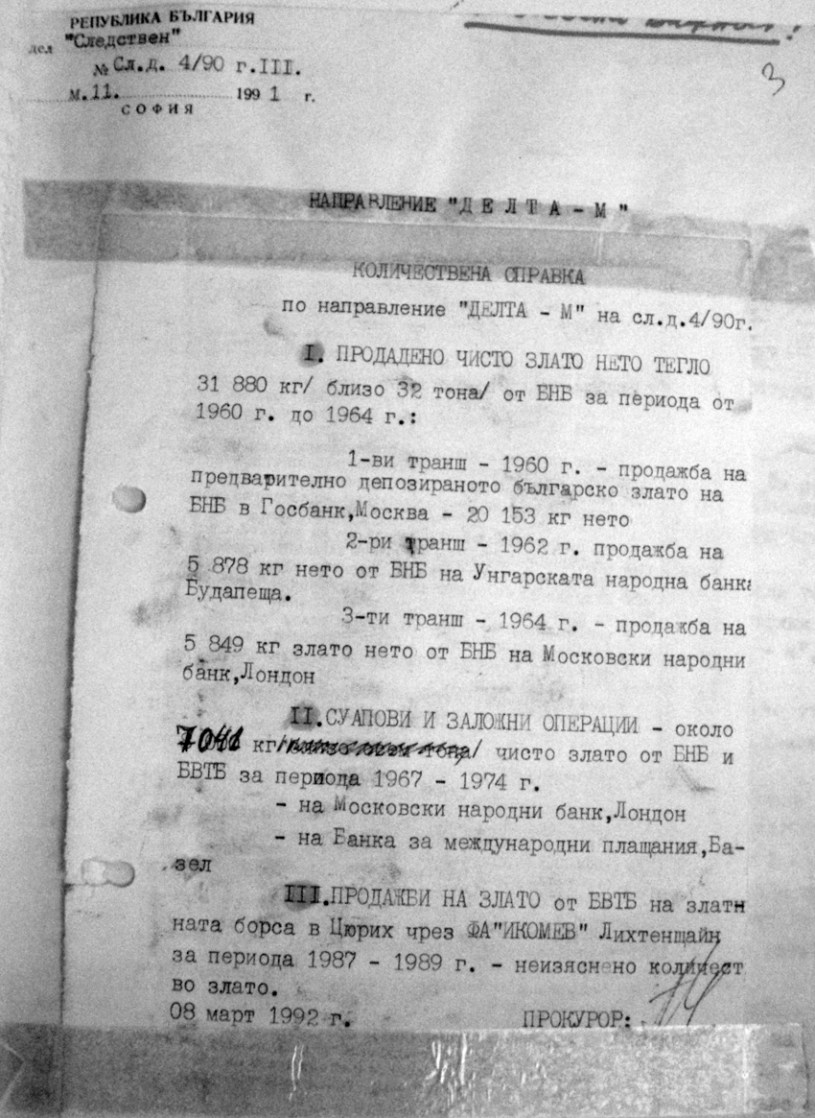 РЕПУБЛИКА БЪЛГАРИЯ
дел "Следствен"
№ Сл.д. 4/90 г.III.
м.11. 1991 г.
СОФИЯ
3
НАПРАВЛЕНИЕ "Д Е Л Т А - М "
КОЛИЧЕСТВЕНА СПРАВКА
по направление "ДЕЛТА - М" на сл.д.4/90г.
I. ПРОДАДЕНО ЧИСТО ЗЛАТО НЕТО ТЕГЛО
31 880 кг/ близо 32 тона/ от БНБ за периода от
1960 г. до 1964 г.:
1-ви транш - 1960 г. - продажба на
предварително депозираното българско злато на
БНБ в Госбанк,Москва - 20 153 кг нето
2-ри транш - 1962 г. продажба на
5 878 кг нето от БНБ на Унгарската народна банка
Будапеща.
3-ти транш - 1964 г. - продажба на
5 849 кг злато нето от БНБ на Московски народни
банк,Лондон
II.СУАПОВИ И ЗАЛОЖНИ ОПЕРАЦИИ - около
7041 кг/ тона/ чисто злато от БНБ и
БВТБ за периода 1967 - 1974 г.
- на Московски народни банк,Лондон
- на Банка за международни плащания,Ба-
зел
III.ПРОДАЖБИ НА ЗЛАТО от БВТБ на златн
ната борса в Цюрих чрез ФА"ИКОМЕВ" Лихтенщайн
за периода 1987 - 1989 г. - неизяснено количест
во злато.
08 март 1992 г. ПРОКУРОР:
на